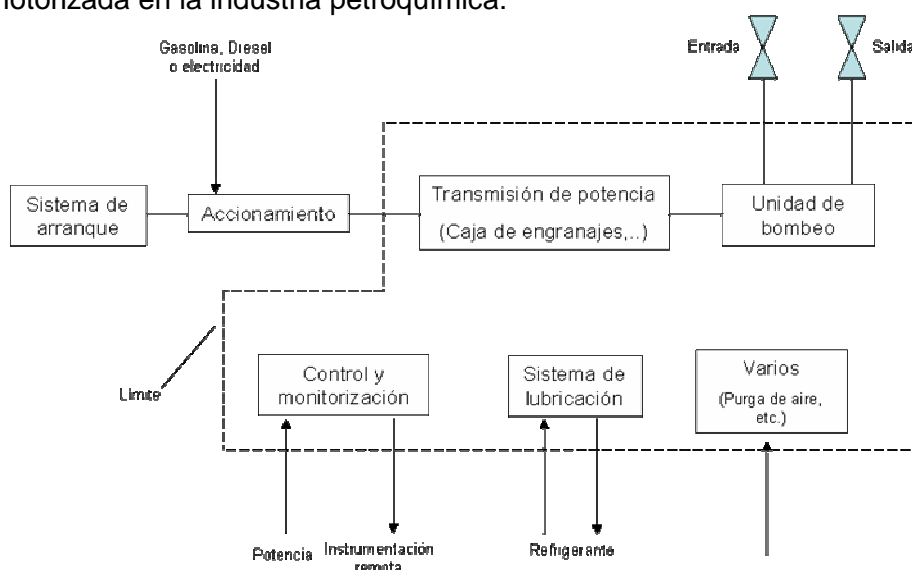 motorizada en la industria petroquímica.
Gasolina, Diesel
o electricidad
Entrada
Salida
Sistema de
arranque
Accionamiento
Transmisión de potencia
(Caja de engranajes,..)
Unidad de
bombeo
Límite
Control y
monitorización
Sistema de
lubricación
Varios
(Purga de aire,
etc.)
Potencia
Instrumentación
remota
Refrigerante